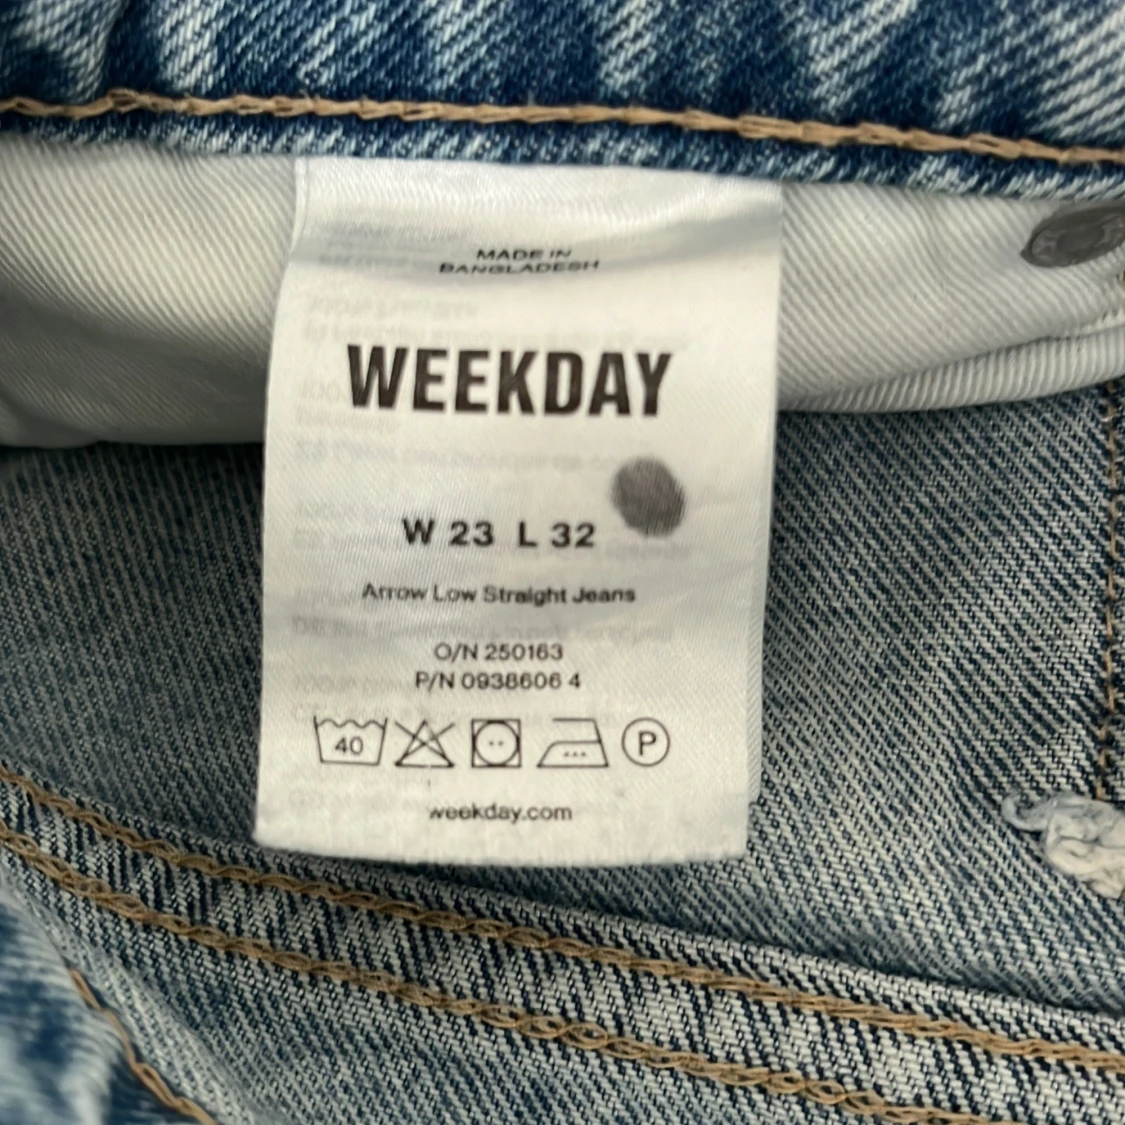 MADE IN
BANGLADESH
WEEKDAY
W 23 L 32
Arrow Low Straight Jeans
O/N 250163
P/N 0938606 4
40
P
weekday.com